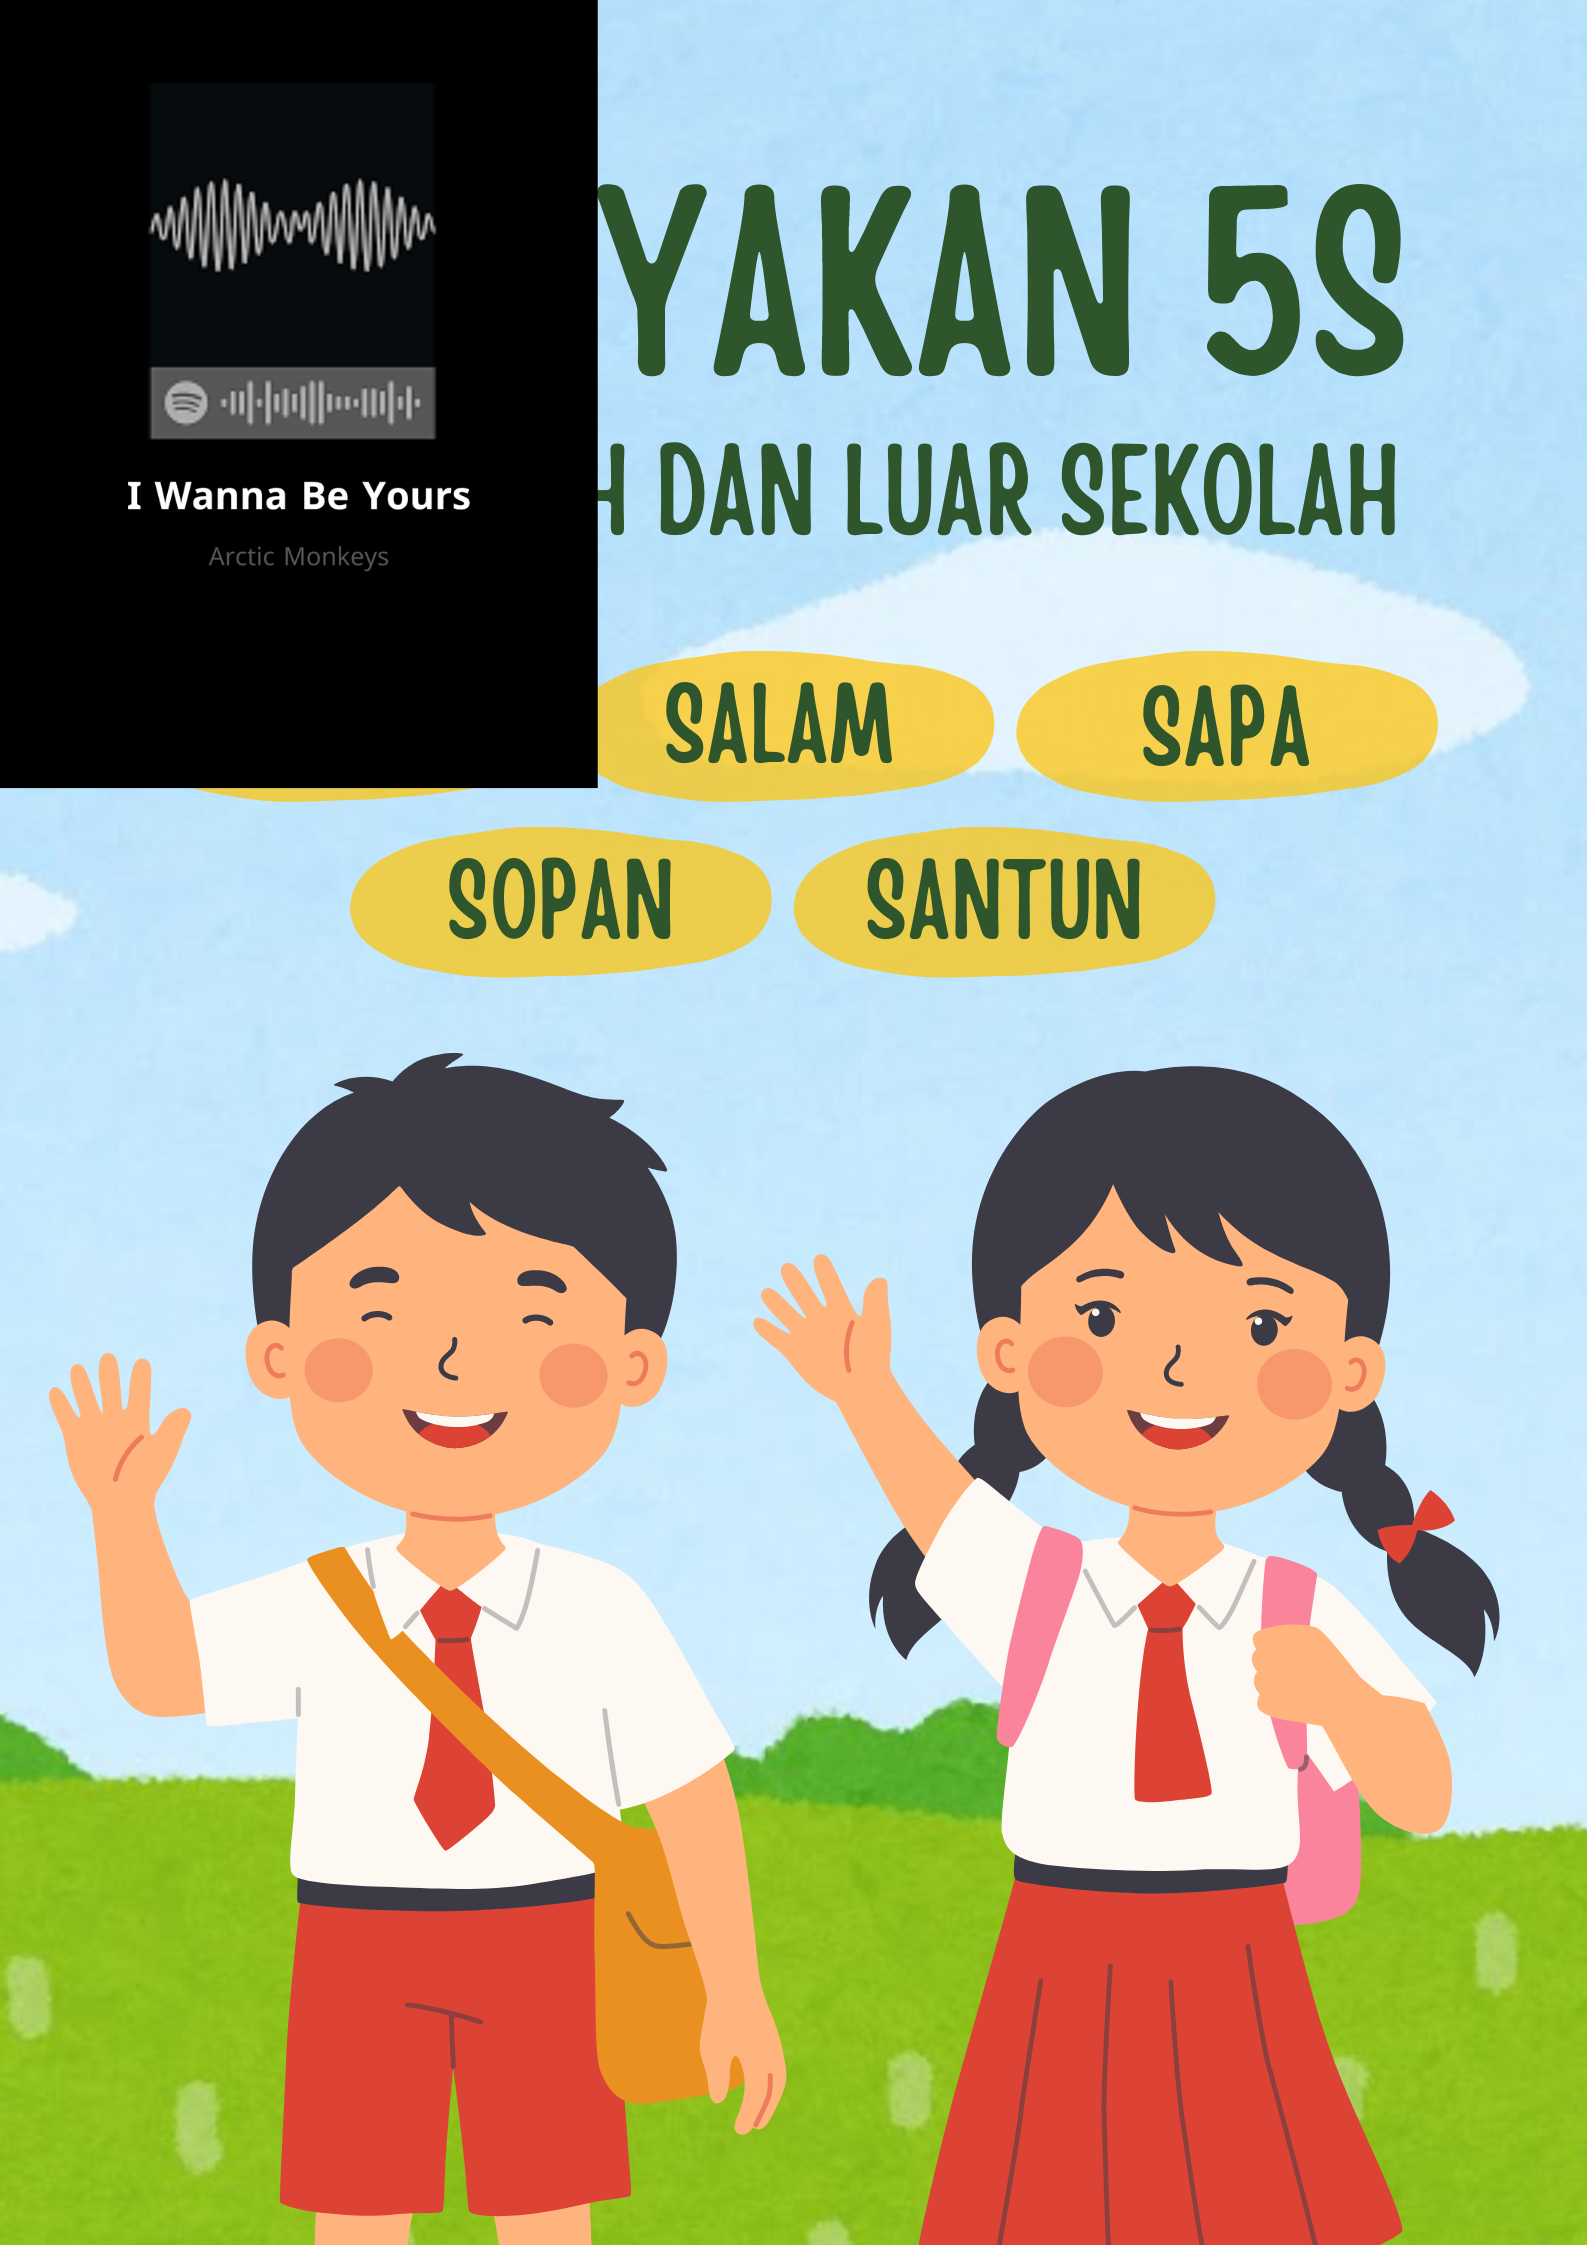 I Wanna Be Yours
Arctic Monkeys
YAKAN 5S
H DAN LUAR SEKOLAH
SALAM
SAPA
SOPAN
SANTUN